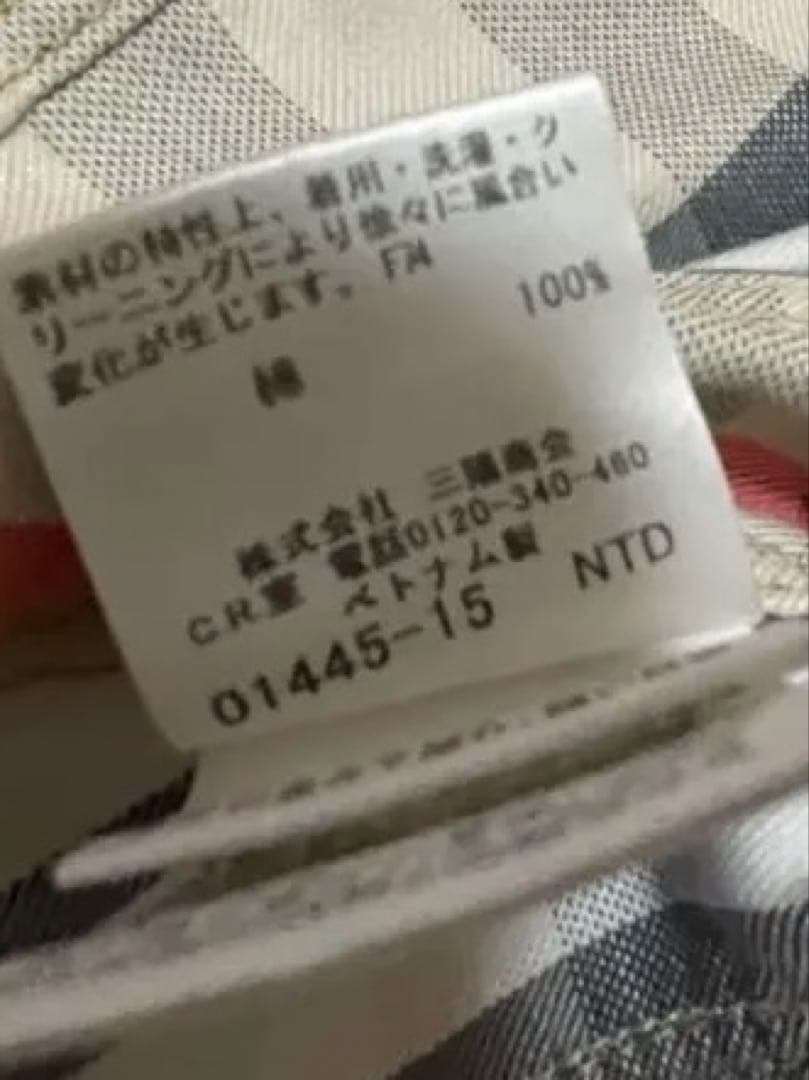 素材の特性上、着用・洗濯・ク
リーニングにより徐々に風合い
変化が生じます。FM
綿 100%
株式会社 三陽商会
CR室 電話0120-340-460
ベトナム製
01445-15 NTD